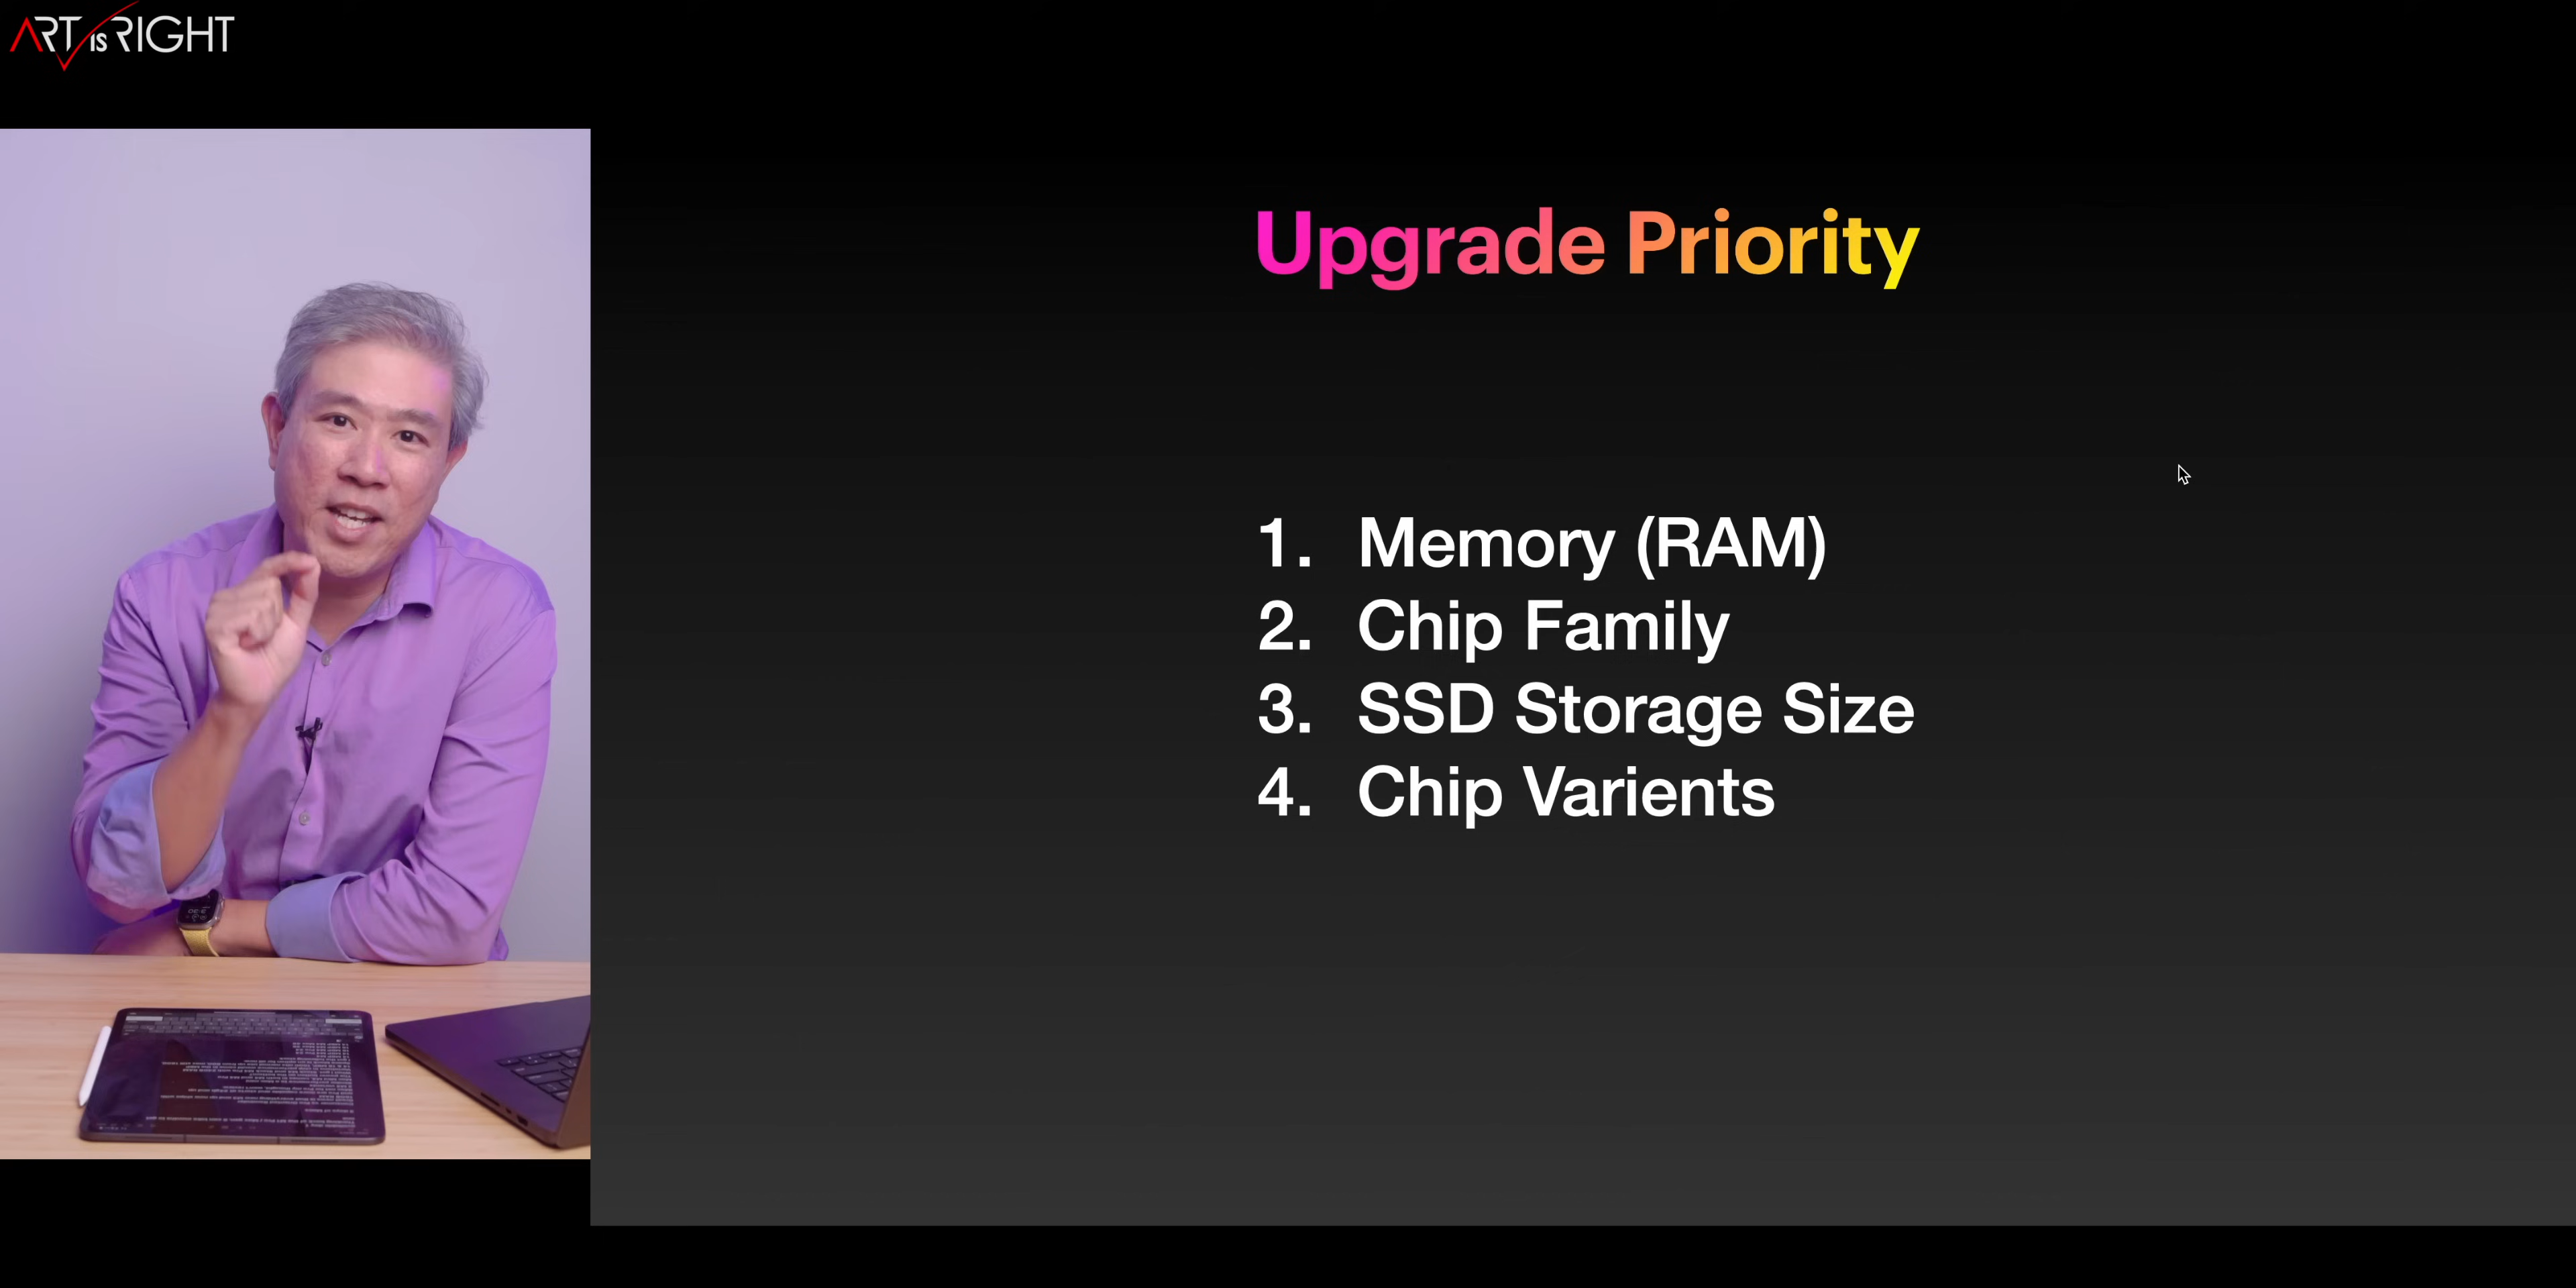 ART IS RIGHT
Upgrade Priority
1. Memory (RAM)
2. Chip Family
3. SSD Storage Size
4. Chip Varients